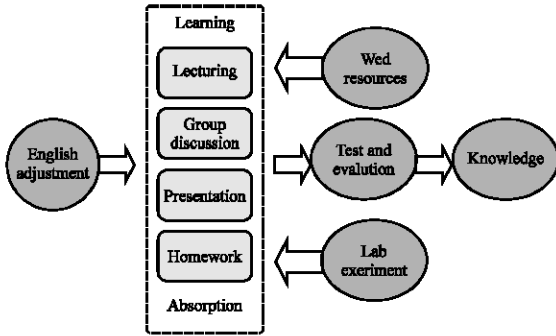 Learning
Lecturing
Group
discussion
Presentation
Homework
Absorption
English
adjustment
Wed
resources
Test and
evalution
Knowledge
Lab
exeriment